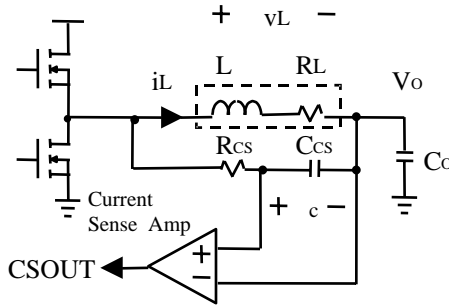 + vL −
iL L RL VO
RCS CCS
CO
+ c −
Current
Sense Amp
+
CSOUT
−